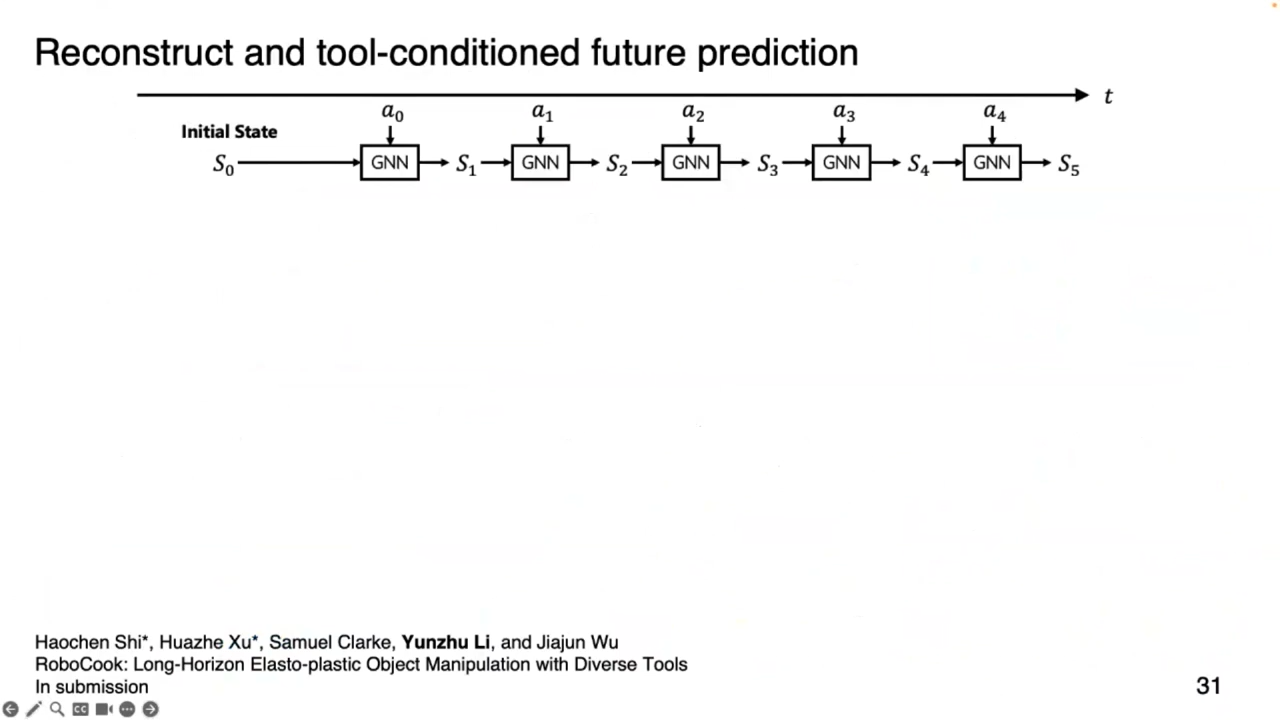 Reconstruct and tool-conditioned future prediction
t
a0 a1 a2 a3 a4
Initial State
S0 GNN S1 GNN S2 GNN S3 GNN S4 GNN S5
Haochen Shi*, Huazhe Xu*, Samuel Clarke, Yunzhu Li, and Jiajun Wu
RoboCook: Long-Horizon Elasto-plastic Object Manipulation with Diverse Tools
In submission
31
CC